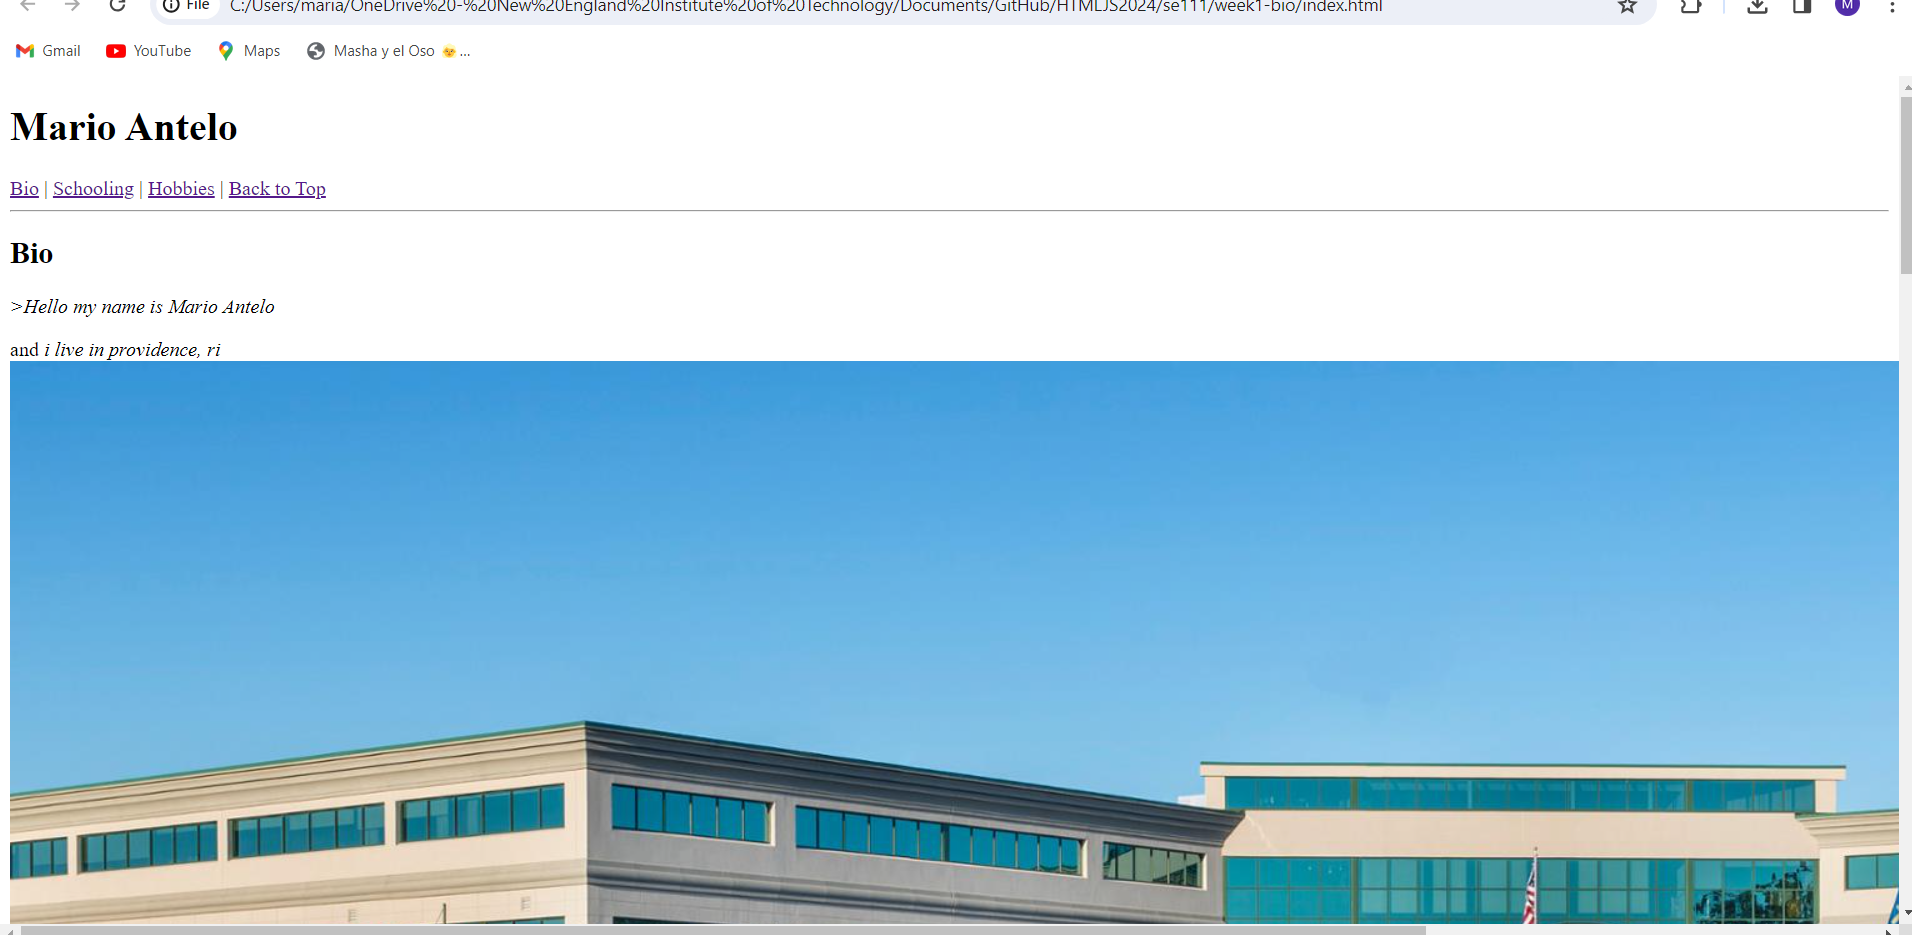 File C:/Users/maria/OneDrive%20-%20New%20England%20Institute%20of%20Technology/Documents/GitHub/HTMLJS2024/se111/week1-bio/index.html M
Gmail YouTube Maps Masha y el Oso 🌞...
Mario Antelo
Bio | Schooling | Hobbies | Back to Top
Bio
>Hello my name is Mario Antelo
and i live in providence, ri